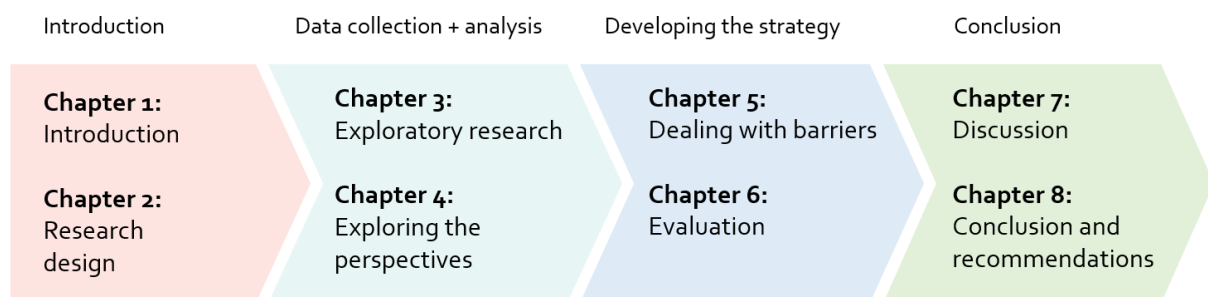 Introduction
Data collection + analysis
Developing the strategy
Conclusion
Chapter 1:
Introduction
Chapter 2:
Research
design
Chapter 3:
Exploratory research
Chapter 4:
Exploring the
perspectives
Chapter 5:
Dealing with barriers
Chapter 6:
Evaluation
Chapter 7:
Discussion
Chapter 8:
Conclusion and
recommendations